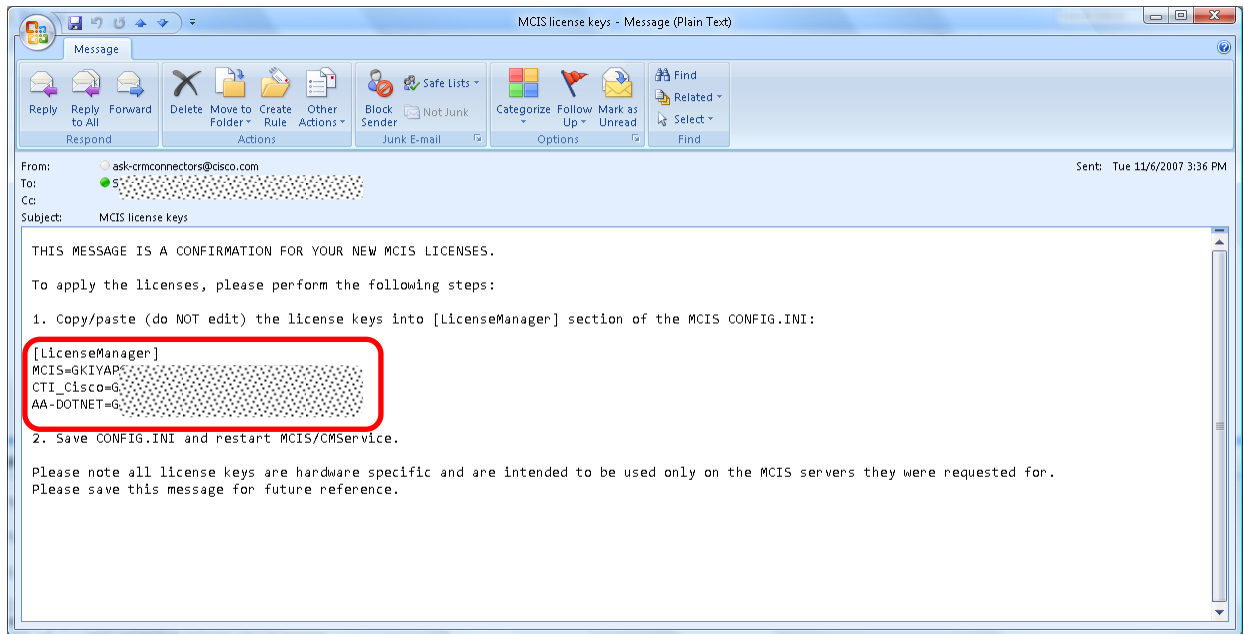 MCIS license keys - Message (Plain Text)
Message
Reply
Reply to All
Forward
Respond
Delete
Move to Folder
Create Rule
Other Actions
Actions
Block Sender
Safe Lists
Not Junk
Junk E-mail
Categorize
Follow Up
Mark as Unread
Options
Find
Related
Select
Find
From: ask-crmconnectors@cisco.com Sent: Tue 11/6/2007 3:36 PM
To: S
Cc:
Subject: MCIS license keys
THIS MESSAGE IS A CONFIRMATION FOR YOUR NEW MCIS LICENSES.
To apply the licenses, please perform the following steps:
1. Copy/paste (do NOT edit) the license keys into [LicenseManager] section of the MCIS CONFIG.INI:
[LicenseManager]
MCIS=GKIYAP
CTI_Cisco=G
AA-DOTNET=G
2. Save CONFIG.INI and restart MCIS/CMService.
Please note all license keys are hardware specific and are intended to be used only on the MCIS servers they were requested for.
Please save this message for future reference.